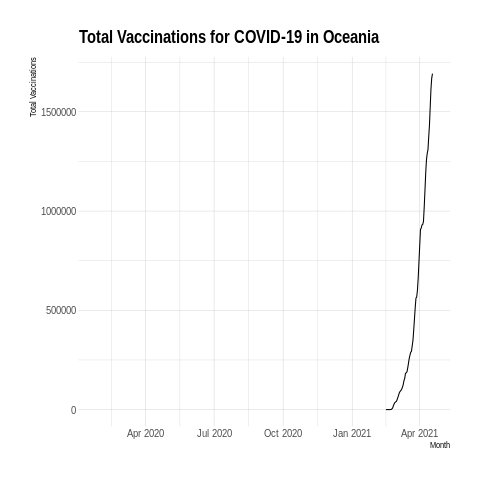 Total Vaccinations for COVID-19 in Oceania
Total Vaccinations
1500000
1000000
500000
0
Apr 2020 Jul 2020 Oct 2020 Jan 2021 Apr 2021
Month